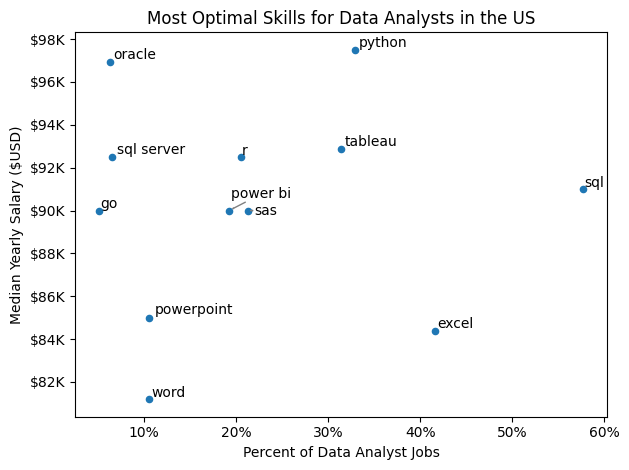 Most Optimal Skills for Data Analysts in the US
$98K
oracle
python
$96K
$94K
sql server
r
tableau
$92K
sql
power bi
go
sas
$90K
$88K
$86K
powerpoint
excel
$84K
word
$82K
Median Yearly Salary ($USD)
10%
20%
30%
40%
50%
60%
Percent of Data Analyst Jobs